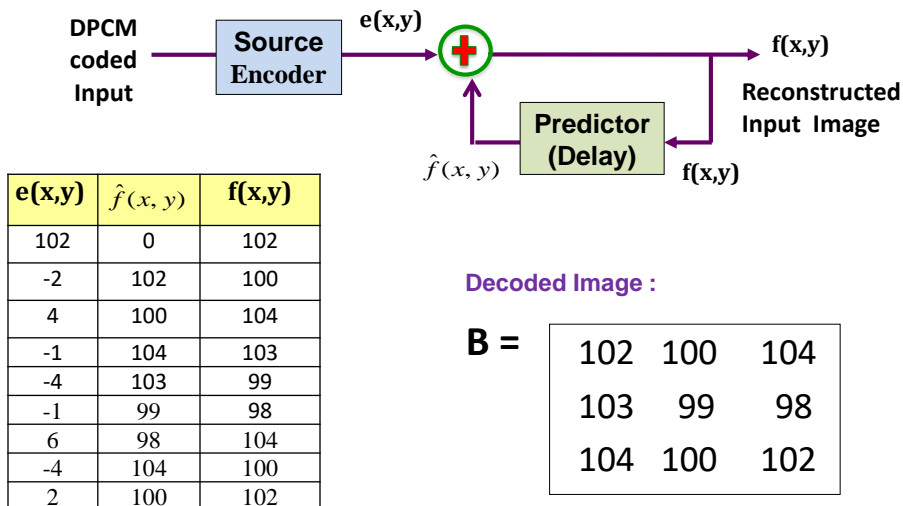 DPCM
coded
Input
Source
Encoder
e(x,y)
f(x,y)
Reconstructed
Input Image
Predictor
(Delay)
f̂(x, y)
f(x,y)
e(x,y) f̂(x, y) f(x,y)
102 0 102
-2 102 100
4 100 104
-1 104 103
-4 103 99
-1 99 98
6 98 104
-4 104 100
2 100 102
Decoded Image :
B =
102 100 104
103 99 98
104 100 102